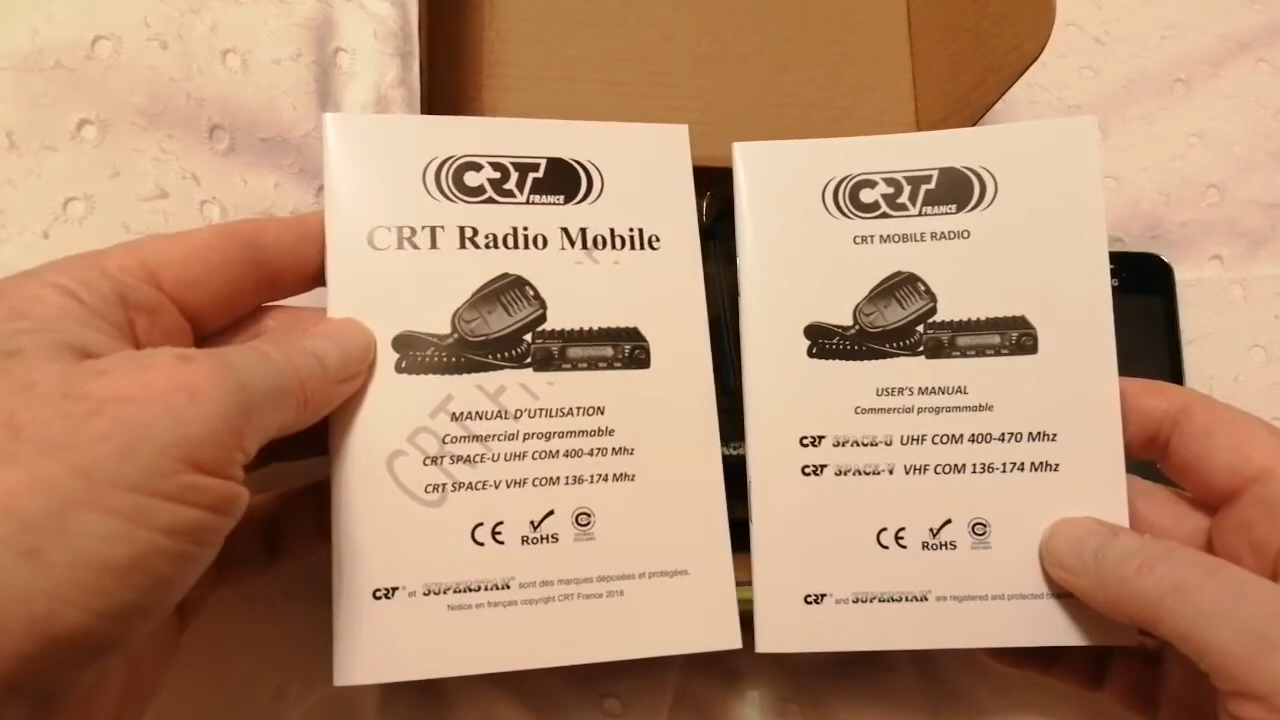 CRT
FRANCE
CRT Radio Mobile
MANUAL D'UTILISATION
Commercial programmable
CRT SPACE-U UHF COM 400-470 Mhz
CRT SPACE-V VHF COM 136-174 Mhz
CE
RoHS
CRT® et SUPERSTAR® sont des marques déposées et protégées.
Notice en français copyright CRT France 2018
CRT
FRANCE
CRT MOBILE RADIO
USER'S MANUAL
Commercial programmable
CRT SPACE-U UHF COM 400-470 Mhz
CRT SPACE-V VHF COM 136-174 Mhz
CE
RoHS
CRT® and SUPERSTAR® are registered and protected